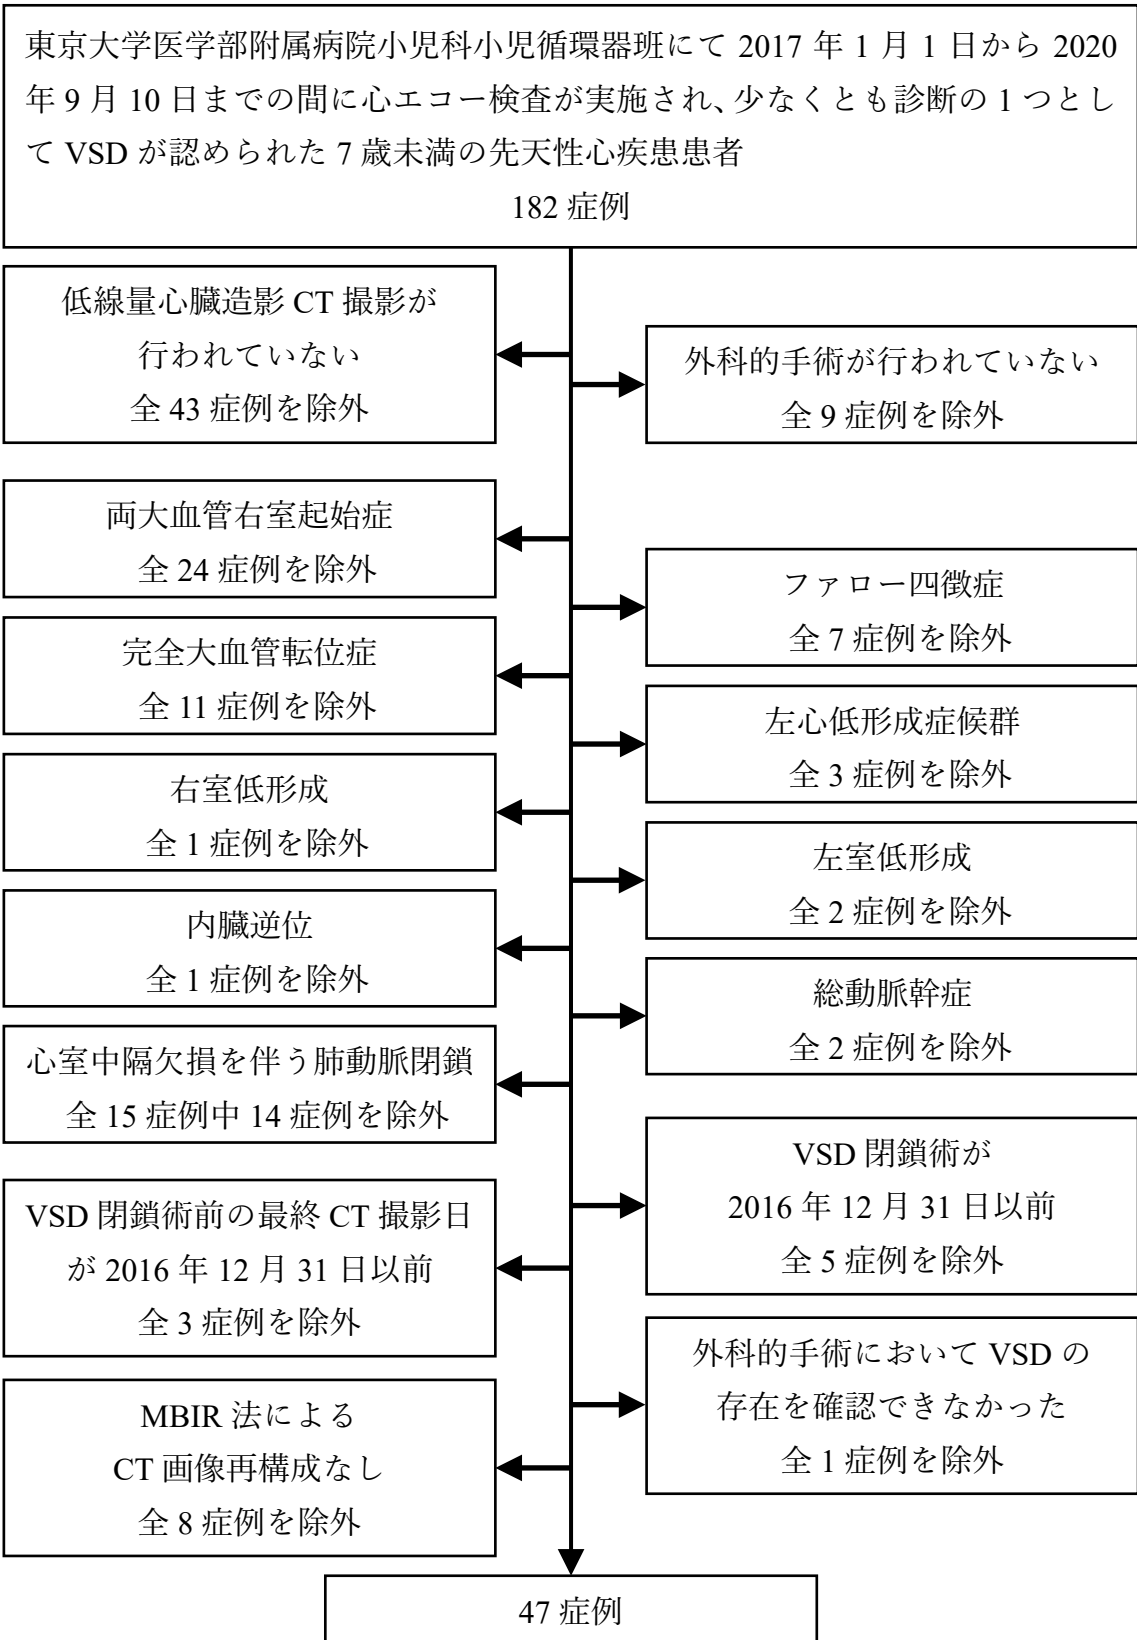 東京大学医学部附属病院小児科小児循環器班にて 2017 年 1 月 1 日から 2020
年 9 月 10 日までの間に心エコー検査が実施され、少なくとも診断の 1 つとし
て VSD が認められた 7 歳未満の先天性心疾患患者
182 症例
低線量心臓造影 CT 撮影が
行われていない
全 43 症例を除外
外科的手術が行われていない
全 9 症例を除外
両大血管右室起始症
全 24 症例を除外
ファロー四徴症
全 7 症例を除外
完全大血管転位症
全 11 症例を除外
左心低形成症候群
全 3 症例を除外
右室低形成
全 1 症例を除外
左室低形成
全 2 症例を除外
内臓逆位
全 1 症例を除外
総動脈幹症
全 2 症例を除外
心室中隔欠損を伴う肺動脈閉鎖
全 15 症例中 14 症例を除外
VSD 閉鎖術が
2016 年 12 月 31 日以前
全 5 症例を除外
VSD 閉鎖術前の最終 CT 撮影日
が 2016 年 12 月 31 日以前
全 3 症例を除外
外科的手術において VSD の
存在を確認できなかった
全 1 症例を除外
MBIR 法による
CT 画像再構成なし
全 8 症例を除外
47 症例